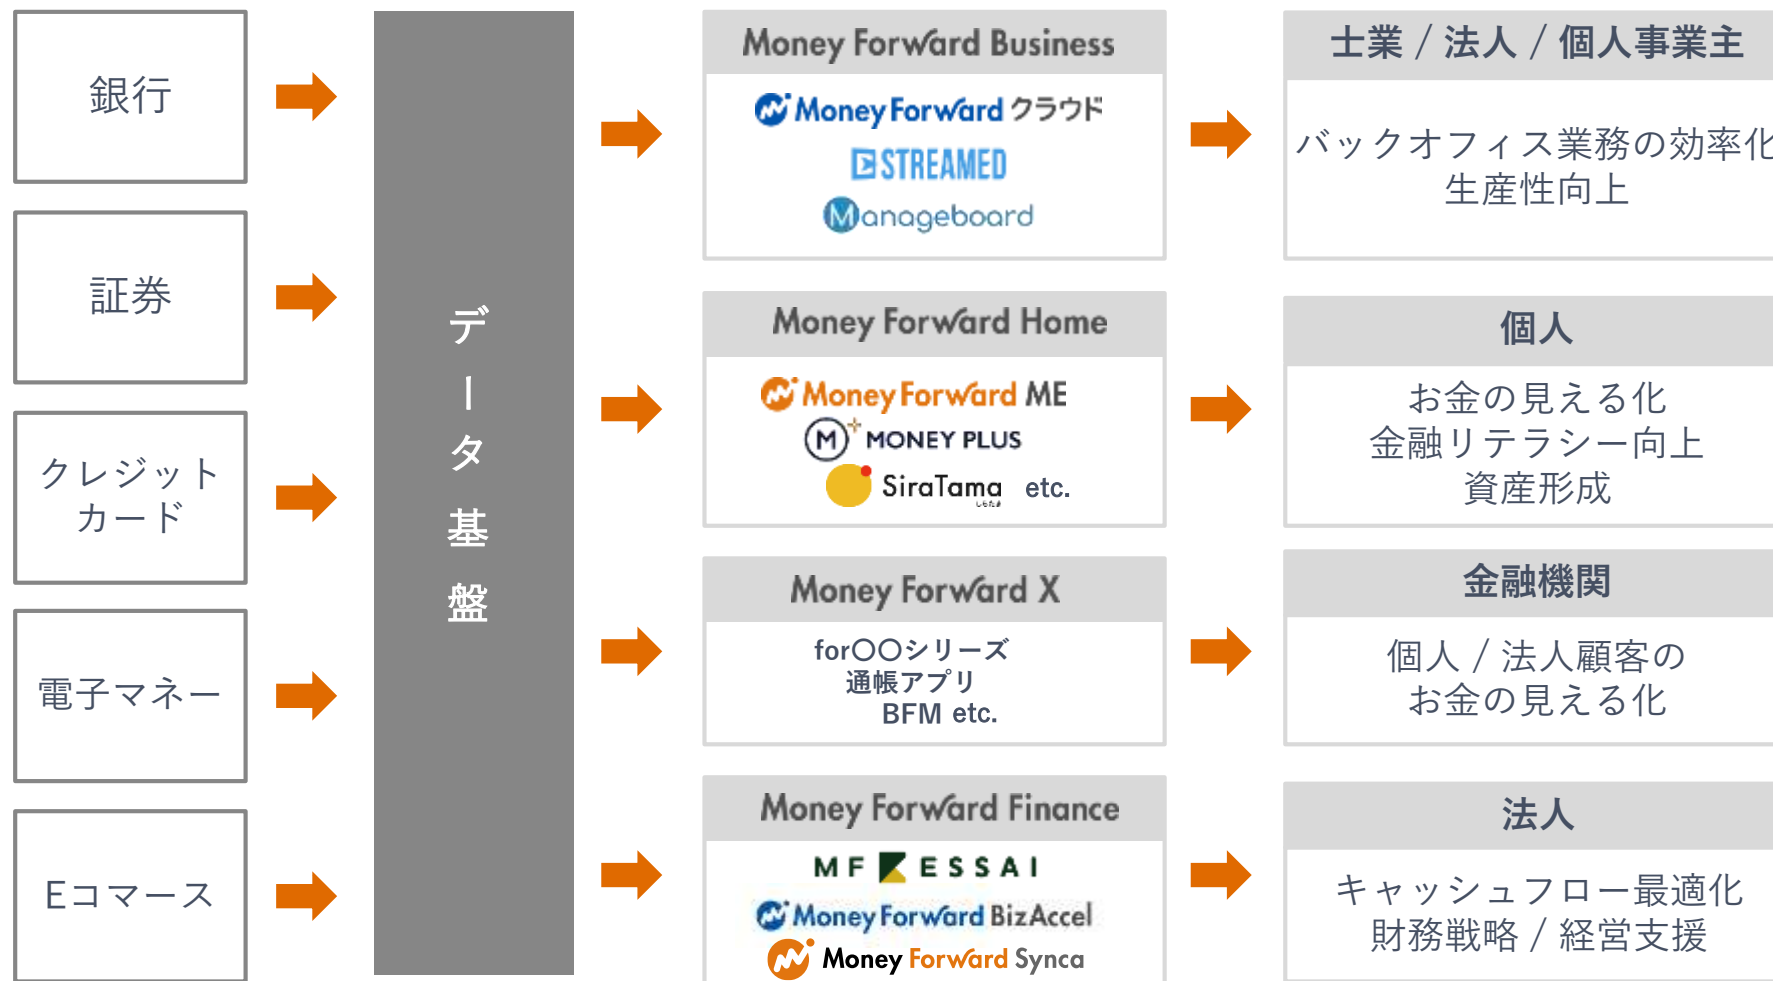 銀行
証券
クレジット
カード
電子マネー
Eコマース
データ基盤
Money Forward Business
Money Forward クラウド
STREAMED
Manageboard
士業 / 法人 / 個人事業主
バックオフィス業務の効率化
生産性向上
Money Forward Home
Money Forward ME
MONEY PLUS
SiraTama etc.
しらたま
個人
お金の見える化
金融リテラシー向上
資産形成
Money Forward X
for〇〇シリーズ
通帳アプリ
BFM etc.
金融機関
個人 / 法人顧客の
お金の見える化
Money Forward Finance
MF KESSAI
Money Forward BizAccel
Money Forward Synca
法人
キャッシュフロー最適化
財務戦略 / 経営支援